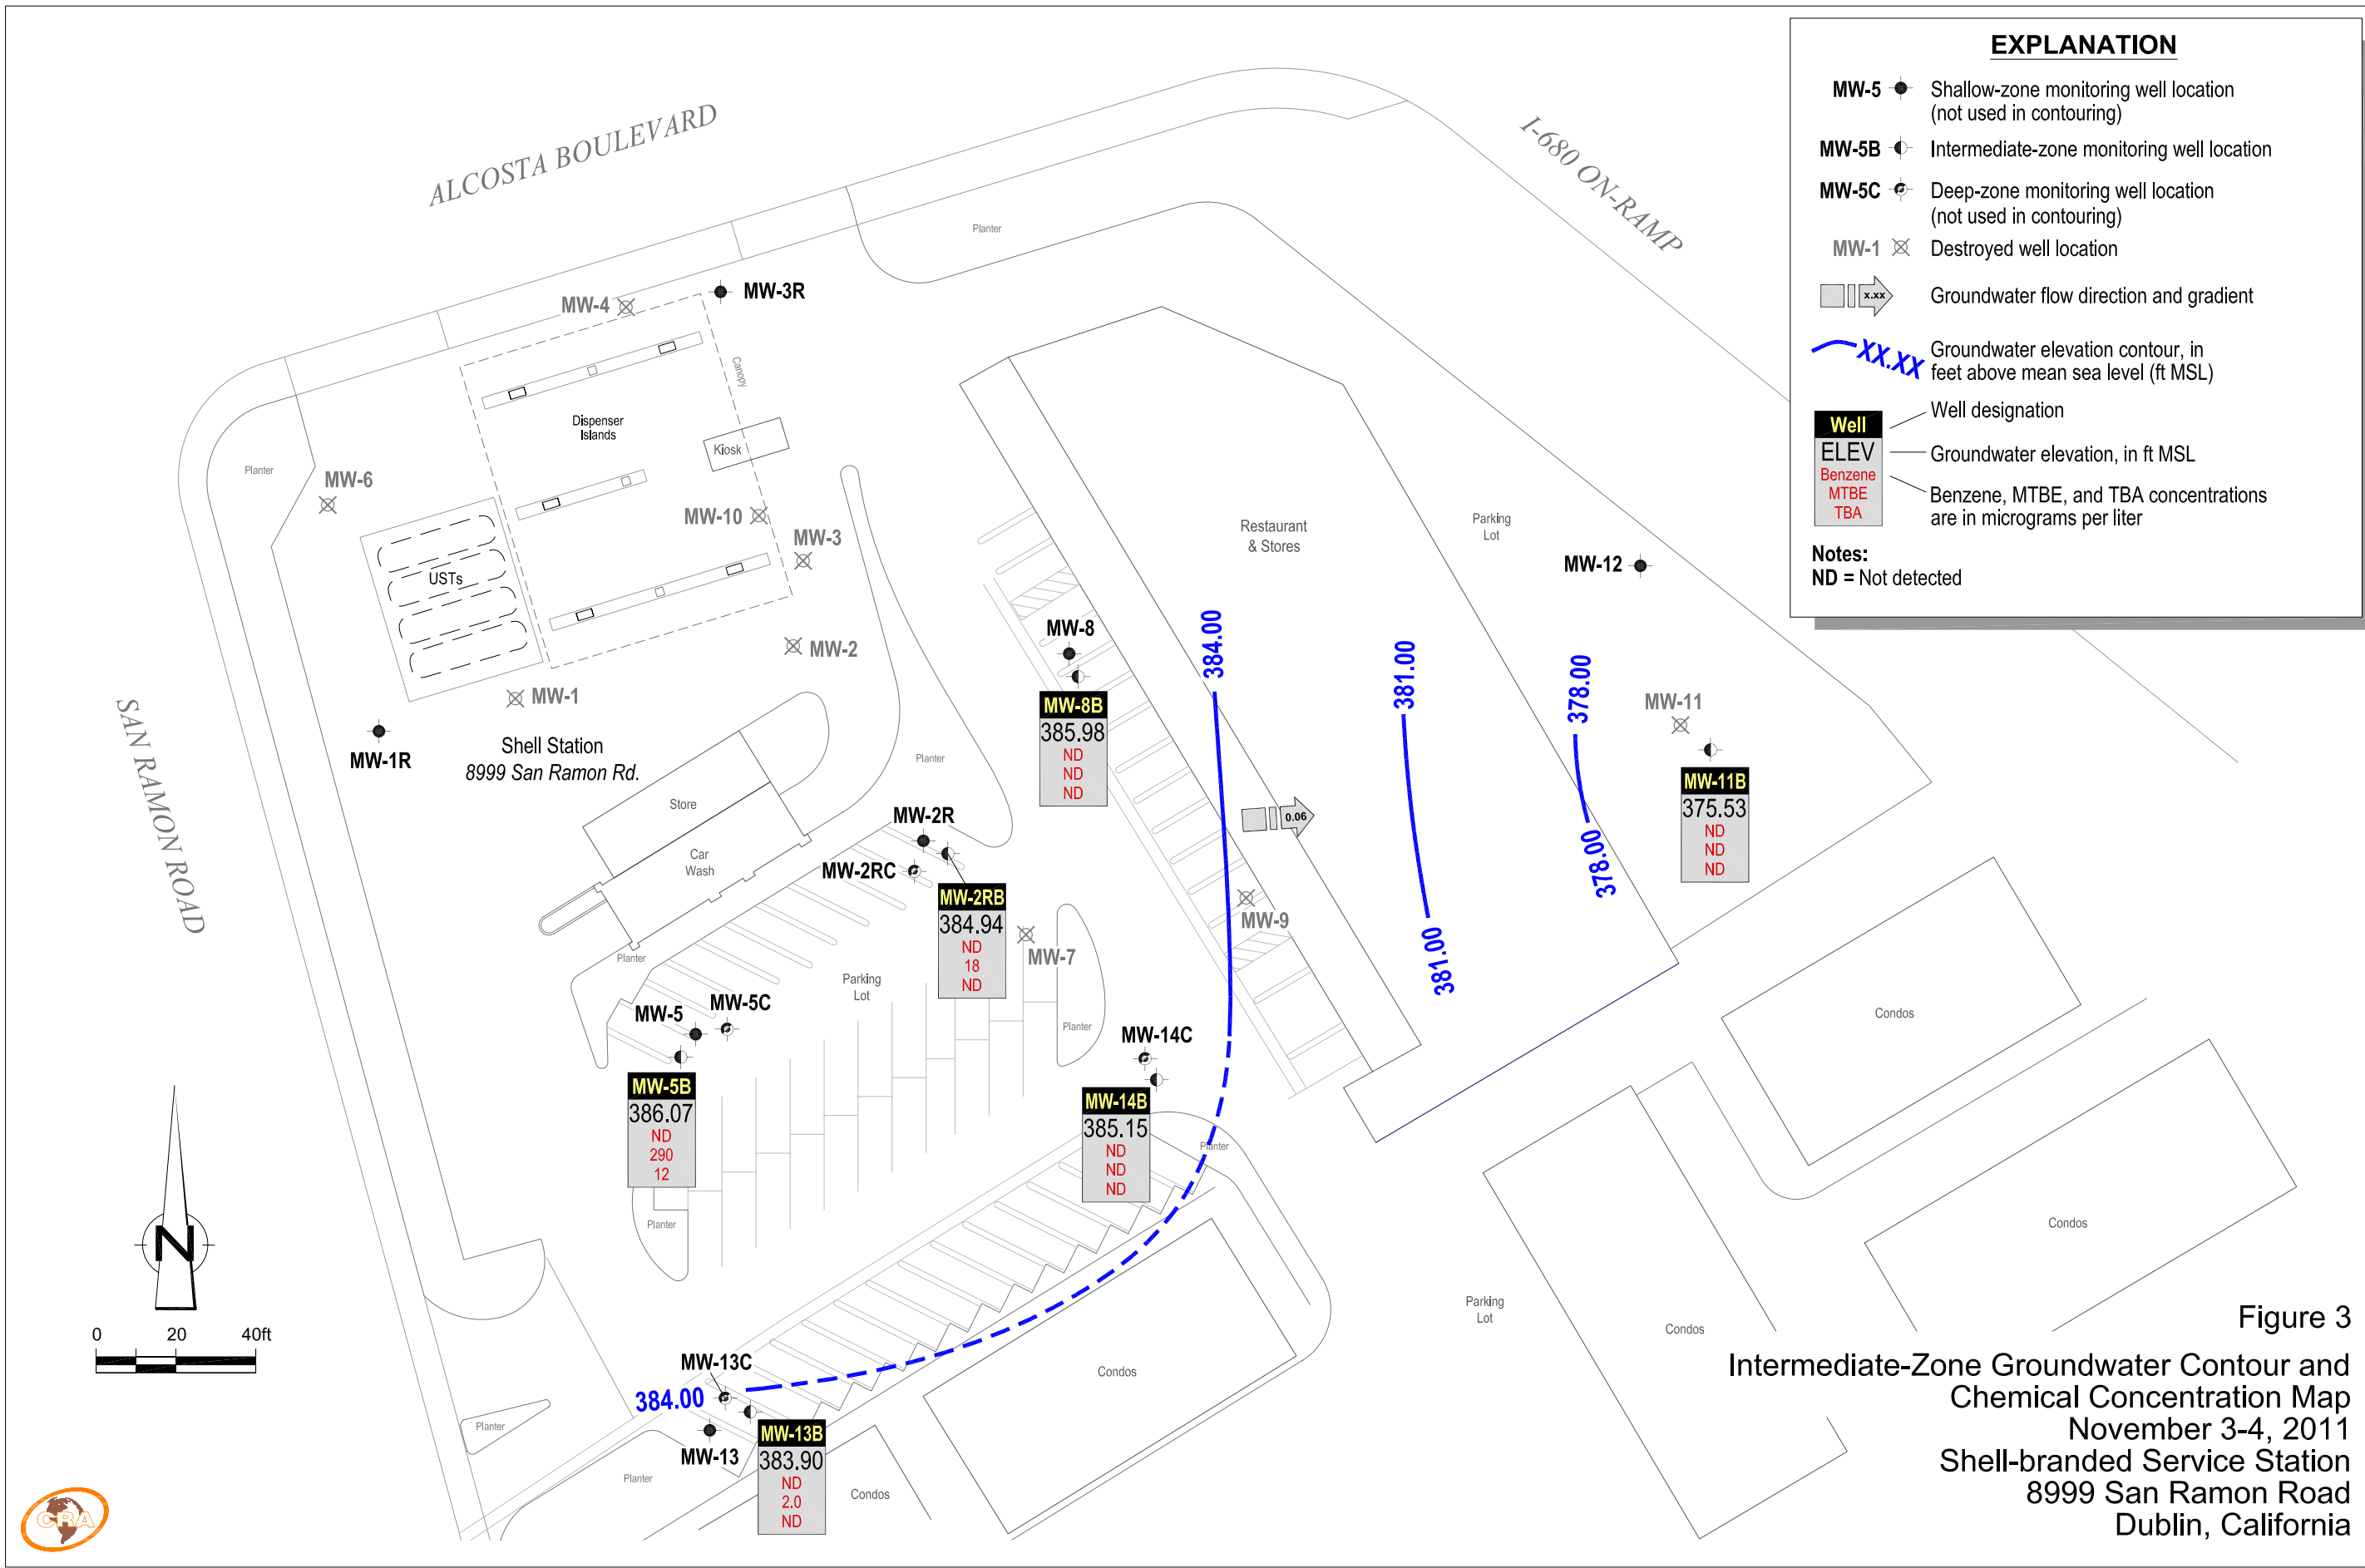 EXPLANATION
MW-5 Shallow-zone monitoring well location
(not used in contouring)
MW-5B Intermediate-zone monitoring well location
MW-5C Deep-zone monitoring well location
(not used in contouring)
MW-1 Destroyed well location
x.xx Groundwater flow direction and gradient
XX.XX Groundwater elevation contour, in
feet above mean sea level (ft MSL)
Well Well designation
ELEV Groundwater elevation, in ft MSL
Benzene
MTBE
TBA
Benzene, MTBE, and TBA concentrations
are in micrograms per liter
Notes:
ND = Not detected
ALCOSTA BOULEVARD
I-680 ON-RAMP
SAN RAMON ROAD
Planter
MW-4
MW-3R
Canopy
Dispenser
Islands
Kiosk
Planter
MW-6
MW-10
MW-3
USTs
MW-2
MW-1
MW-1R
Shell Station
8999 San Ramon Rd.
Store
Car
Wash
Planter
Restaurant
& Stores
Parking
Lot
MW-12
MW-8
MW-8B
385.98
ND
ND
ND
384.00
381.00
378.00
MW-11
MW-11B
375.53
ND
ND
ND
0.06
378.00
381.00
MW-2R
MW-2RC
MW-2RB
384.94
ND
18
ND
MW-7
MW-9
Planter
Parking
Lot
MW-5
MW-5C
MW-5B
386.07
ND
290
12
Planter
Planter
MW-14C
MW-14B
385.15
ND
ND
ND
Planter
Condos
Condos
Condos
Condos
Parking
Lot
N
0 20 40ft
MW-13C
384.00
MW-13
MW-13B
383.90
ND
2.0
ND
Planter
Planter
Condos
CRA
Figure 3
Intermediate-Zone Groundwater Contour and
Chemical Concentration Map
November 3-4, 2011
Shell-branded Service Station
8999 San Ramon Road
Dublin, California